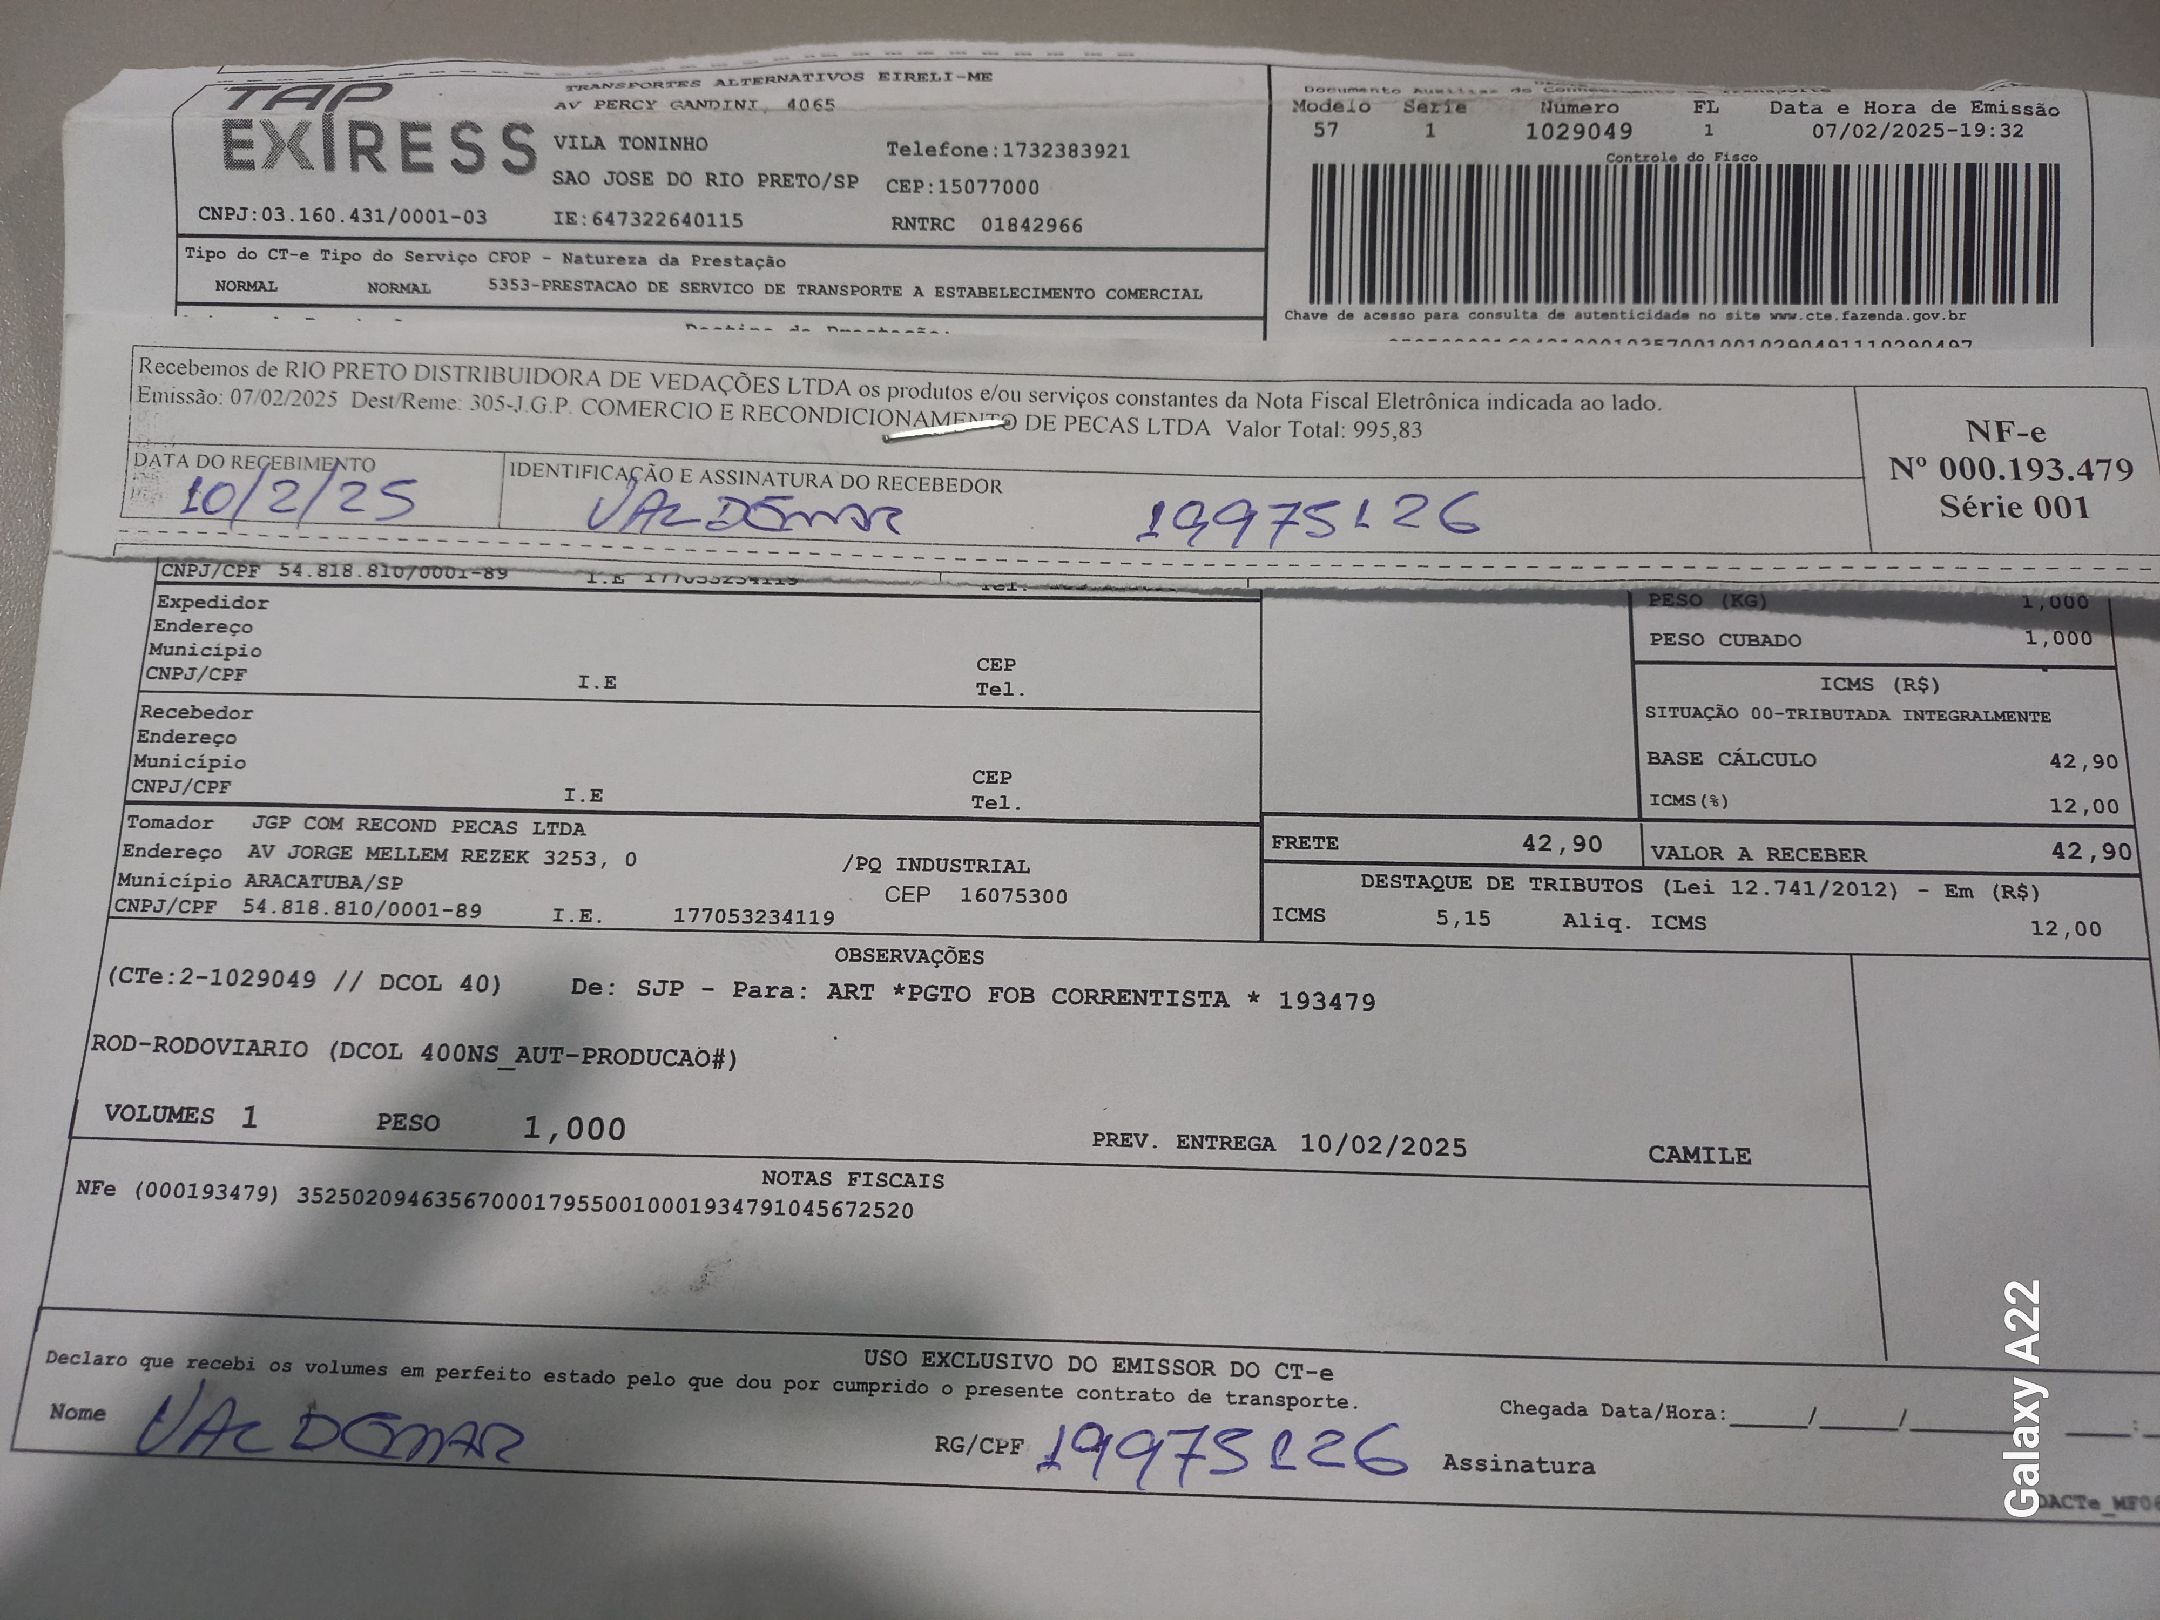 TAP
EXPRESS
TRANSPORTES ALTERNATIVOS EIRELI-ME
AV PERCY GANDINI, 4065
VILA TONINHO
Telefone:1732383921
SAO JOSE DO RIO PRETO/SP CEP:15077000
CNPJ:03.160.431/0001-03 IE:647322640115 RNTRC 01842966
Modelo Serie Numero FL Data e Hora de Emissão
57 1 1029049 1 07/02/2025-19:32
Controle do Fisco
Chave de acesso para consulta de autenticidade no site www.cte.fazenda.gov.br
Tipo do CT-e Tipo do Serviço CFOP - Natureza da Prestação
NORMAL NORMAL 5353-PRESTACAO DE SERVICO DE TRANSPORTE A ESTABELECIMENTO COMERCIAL
Recebemos de RIO PRETO DISTRIBUIDORA DE VEDAÇÕES LTDA os produtos e/ou serviços constantes da Nota Fiscal Eletrônica indicada ao lado.
Emissão: 07/02/2025 Dest/Reme: 305-J.G.P. COMERCIO E RECONDICIONAMENTO DE PECAS LTDA Valor Total: 995,83
NF-e
Nº 000.193.479
Série 001
DATA DO RECEBIMENTO
10/2/25
IDENTIFICAÇÃO E ASSINATURA DO RECEBEDOR
VALDEMAR 19975126
CNPJ/CPF 54.818.810/0001-89 I.E 177053234119 Tel.
Expedidor
Endereço
Município CEP
CNPJ/CPF I.E Tel.
Recebedor
Endereço
Município CEP
CNPJ/CPF I.E Tel.
PESO (KG) 1,000
PESO CUBADO 1,000
ICMS (R$)
SITUAÇÃO 00-TRIBUTADA INTEGRALMENTE
BASE CÁLCULO 42,90
ICMS(%) 12,00
Tomador JGP COM RECOND PECAS LTDA
Endereço AV JORGE MELLEM REZEK 3253, 0 /PQ INDUSTRIAL
Município ARACATUBA/SP CEP 16075300
CNPJ/CPF 54.818.810/0001-89 I.E. 177053234119
FRETE 42,90 VALOR A RECEBER 42,90
DESTAQUE DE TRIBUTOS (Lei 12.741/2012) - Em (R$)
ICMS 5,15 Aliq. ICMS 12,00
OBSERVAÇÕES
(CTe:2-1029049 // DCOL 40) De: SJP - Para: ART *PGTO FOB CORRENTISTA * 193479
ROD-RODOVIARIO (DCOL 400NS_AUT-PRODUCAO#)
VOLUMES 1 PESO 1,000 PREV. ENTREGA 10/02/2025 CAMILE
NOTAS FISCAIS
NFe (000193479) 35250209463567000179550010001934791045672520
USO EXCLUSIVO DO EMISSOR DO CT-e
Declaro que recebi os volumes em perfeito estado pelo que dou por cumprido o presente contrato de transporte.
Nome VALDEMAR RG/CPF 19975126 Assinatura
Chegada Data/Hora:_____/_____/_______ ____:
Galaxy A22